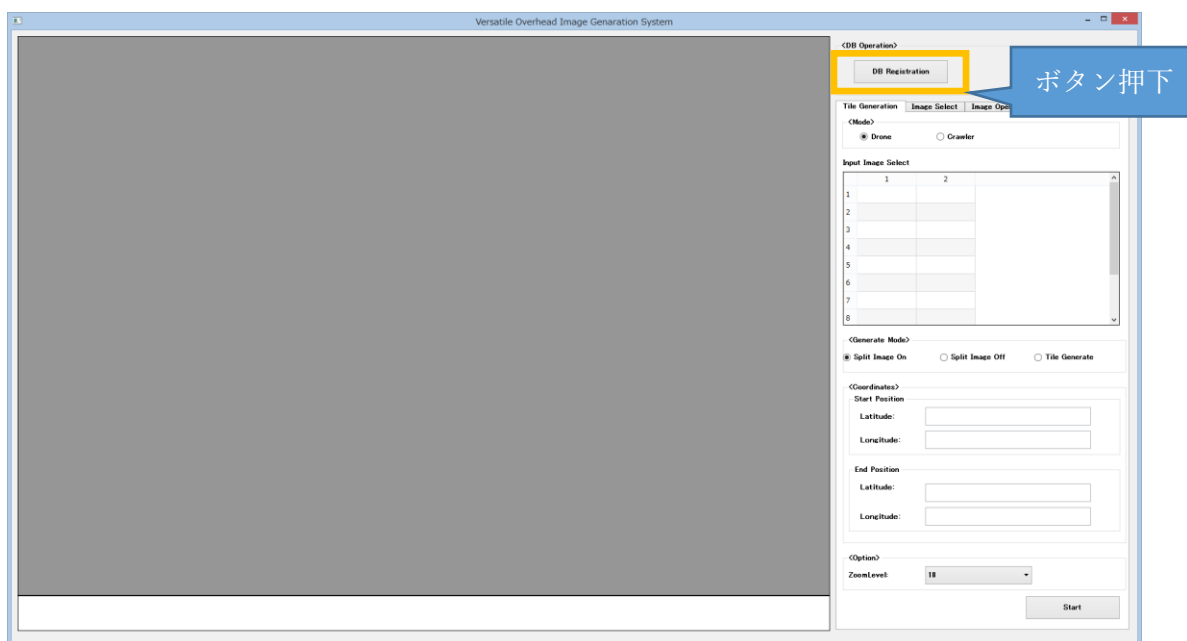 Versatile Overhead Image Genaration System
<DB Operation>
DB Registration
ボタン押下
Tile Generation Image Select
<Mode>
Drone Crawler
Input Image Select
1 2
1
2
3
4
5
6
7
8
<Generate Mode>
Split Image On Split Image Off Tile Generate
<Coordinates>
Start Position
Latitude:
Longitude:
End Position
Latitude:
Longitude:
<Option>
ZoomLevel: 18
Start